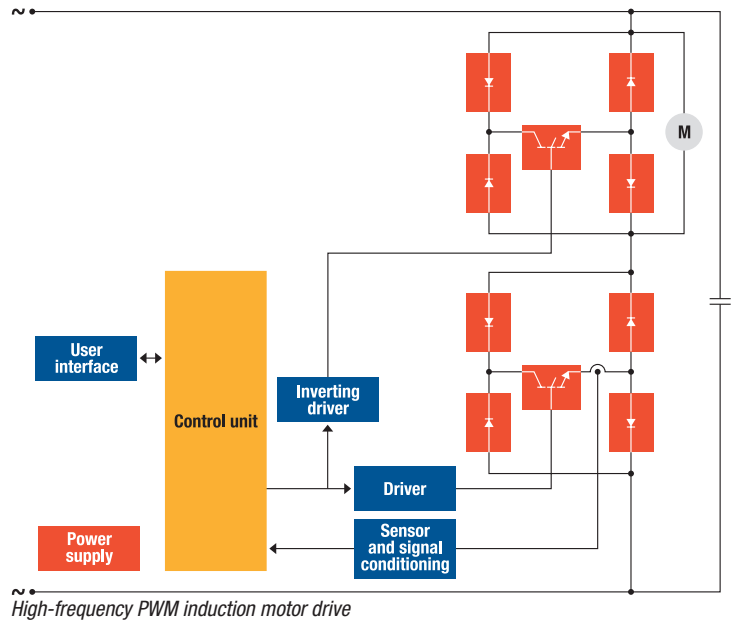 ~
M
User
interface
Control unit
Inverting
driver
Driver
Sensor
and signal
conditioning
Power
supply
~
High-frequency PWM induction motor drive